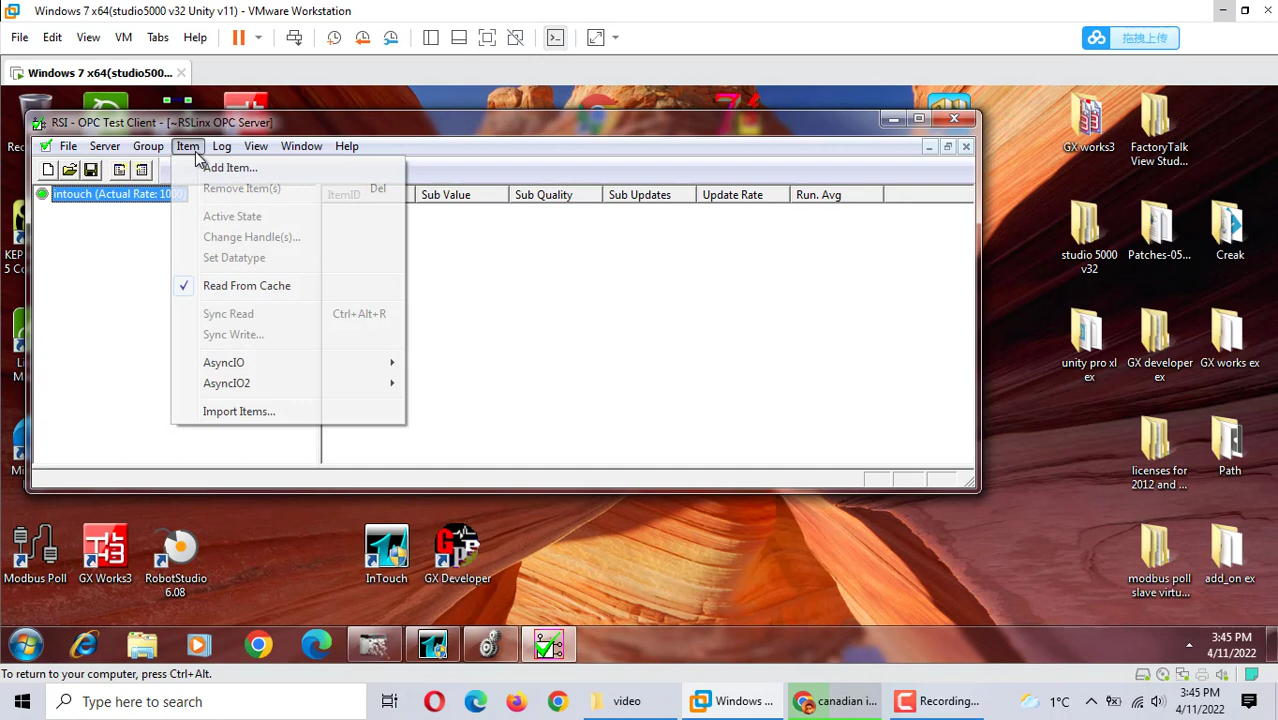 Windows 7 x64(studio5000 v32 Unity v11) - VMware Workstation
File Edit View VM Tabs Help
拖拽上传
Windows 7 x64(studio500...
RSI - OPC Test Client - [~RSLinx OPC Server]
File Server Group Item Log View Window Help
intouch (Actual Rate: 1000)
ItemID Sub Value Sub Quality Sub Updates Update Rate Run. Avg
Add Item...
Remove Item(s) Del
Active State
Change Handle(s)...
Set Datatype
Read From Cache
Sync Read Ctrl+Alt+R
Sync Write...
AsyncIO
AsyncIO2
Import Items...
GX works3
FactoryTalk
View Stud...
studio 5000
v32
Patches-05...
Creak
unity pro xl
ex
GX developer
ex
GX works ex
licenses for
2012 and ...
Path
modbus poll
slave virtu...
add_on ex
Modbus Poll
GX Works3
RobotStudio
6.08
InTouch
GX Developer
3:45 PM
4/11/2022
To return to your computer, press Ctrl+Alt.
Type here to search
video
Windows ...
canadian i...
Recording...
1°C
3:45 PM
4/11/2022